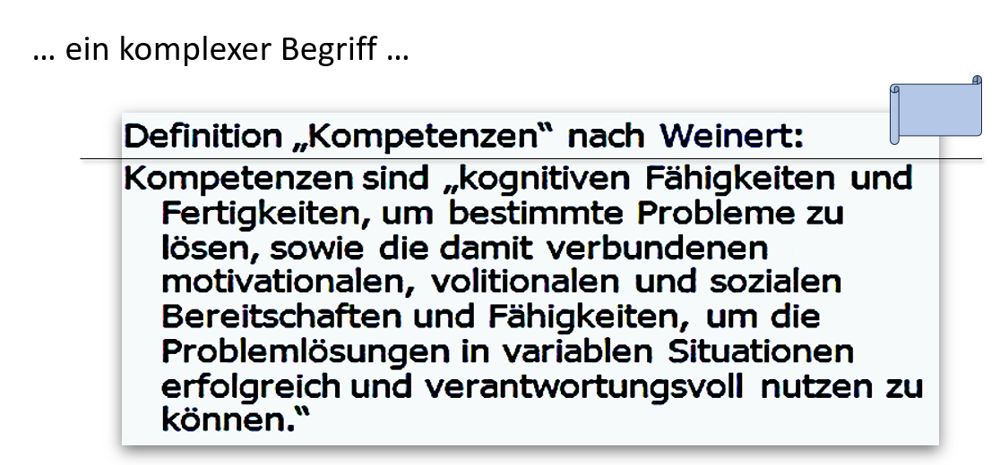 … ein komplexer Begriff …
Definition „Kompetenzen“ nach Weinert:
Kompetenzen sind „kognitiven Fähigkeiten und
Fertigkeiten, um bestimmte Probleme zu
lösen, sowie die damit verbundenen
motivationalen, volitionalen und sozialen
Bereitschaften und Fähigkeiten, um die
Problemlösungen in variablen Situationen
erfolgreich und verantwortungsvoll nutzen zu
können.“